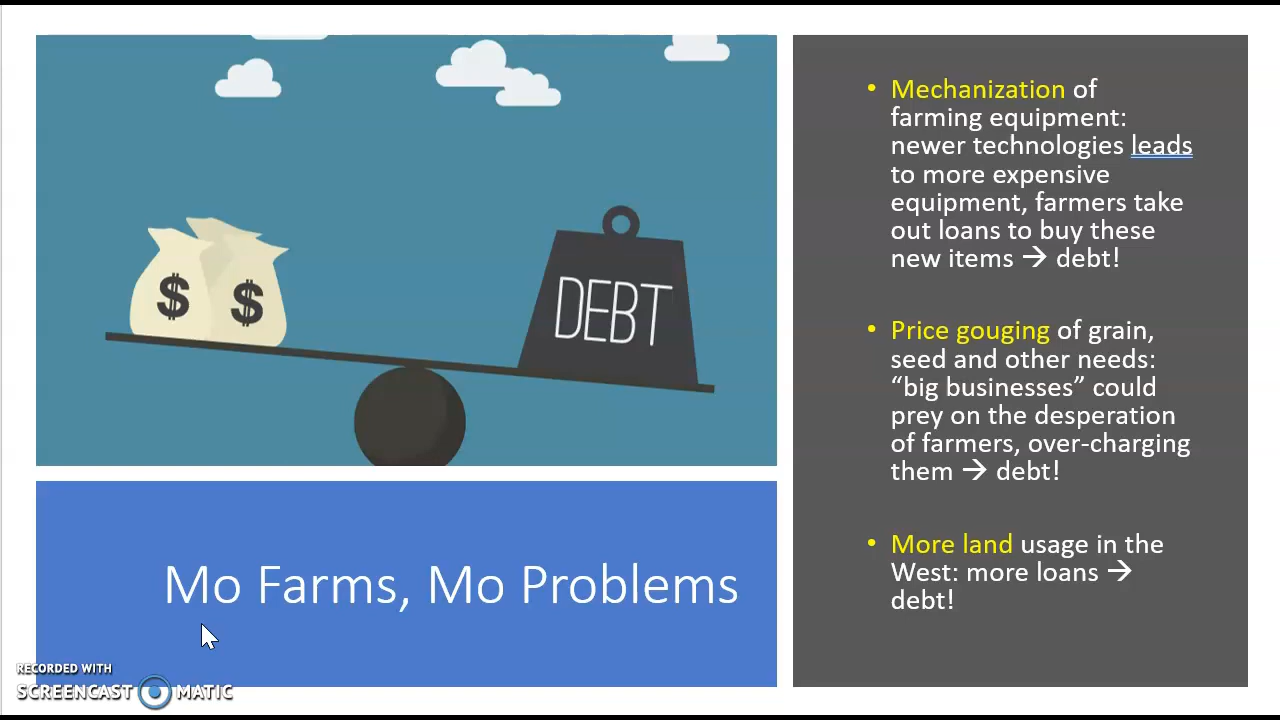 $ $
DEBT
Mo Farms, Mo Problems
RECORDED WITH
SCREENCAST MATIC
• Mechanization of
farming equipment:
newer technologies leads
to more expensive
equipment, farmers take
out loans to buy these
new items → debt!
• Price gouging of grain,
seed and other needs:
“big businesses” could
prey on the desperation
of farmers, over-charging
them → debt!
• More land usage in the
West: more loans →
debt!